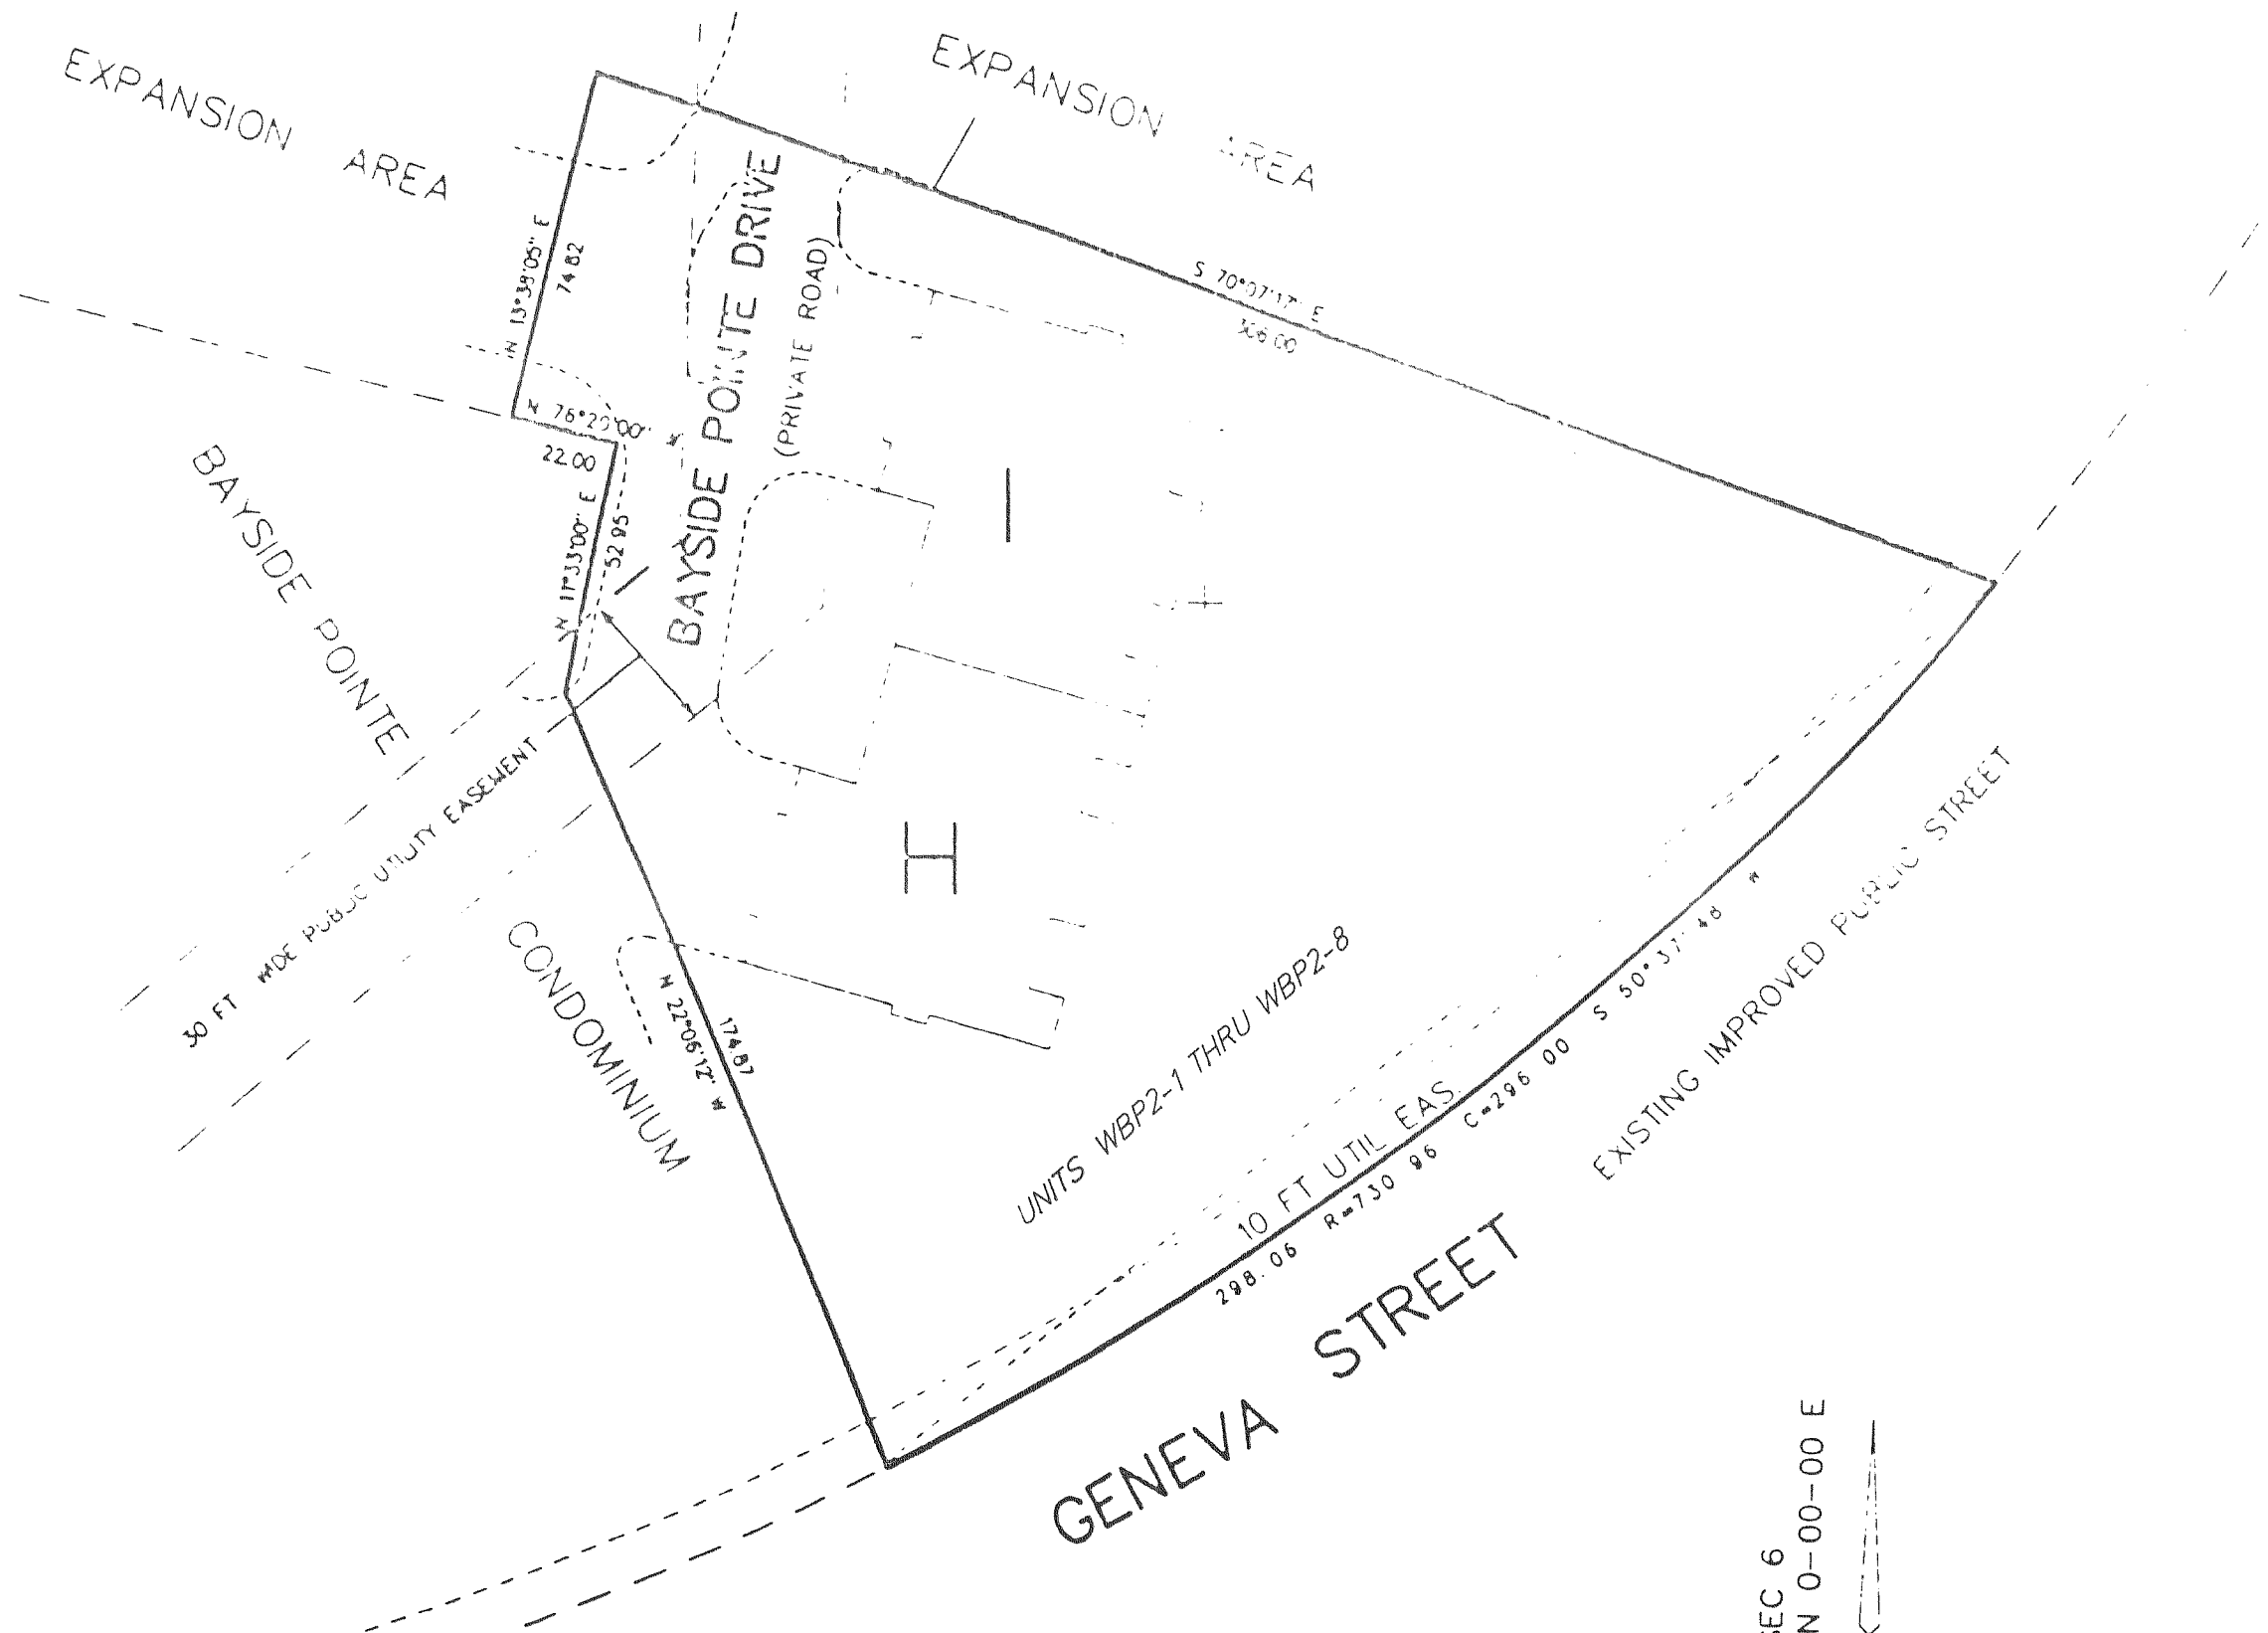 EXPANSION AREA
EXPANSION AREA
N 13°39'05" E
74.82
BAYSIDE POINTE DRIVE
(PRIVATE ROAD)
S 70°07'17" E
306.00
22.00
N 11°33'00" E
52.95
I
BAYSIDE POINTE
CONDOMINIUM
30 FT WIDE PUBLIC UTILITY EASEMENT
H
N 22°06'12" W
174.87
UNITS WBP2-1 THRU WBP2-8
10 FT UTIL EAS.
298.06 R=730.96 C=296.00 S 50°37'48" W
EXISTING IMPROVED PUBLIC STREET
GENEVA STREET
SEC 6
N 0-00-00 E